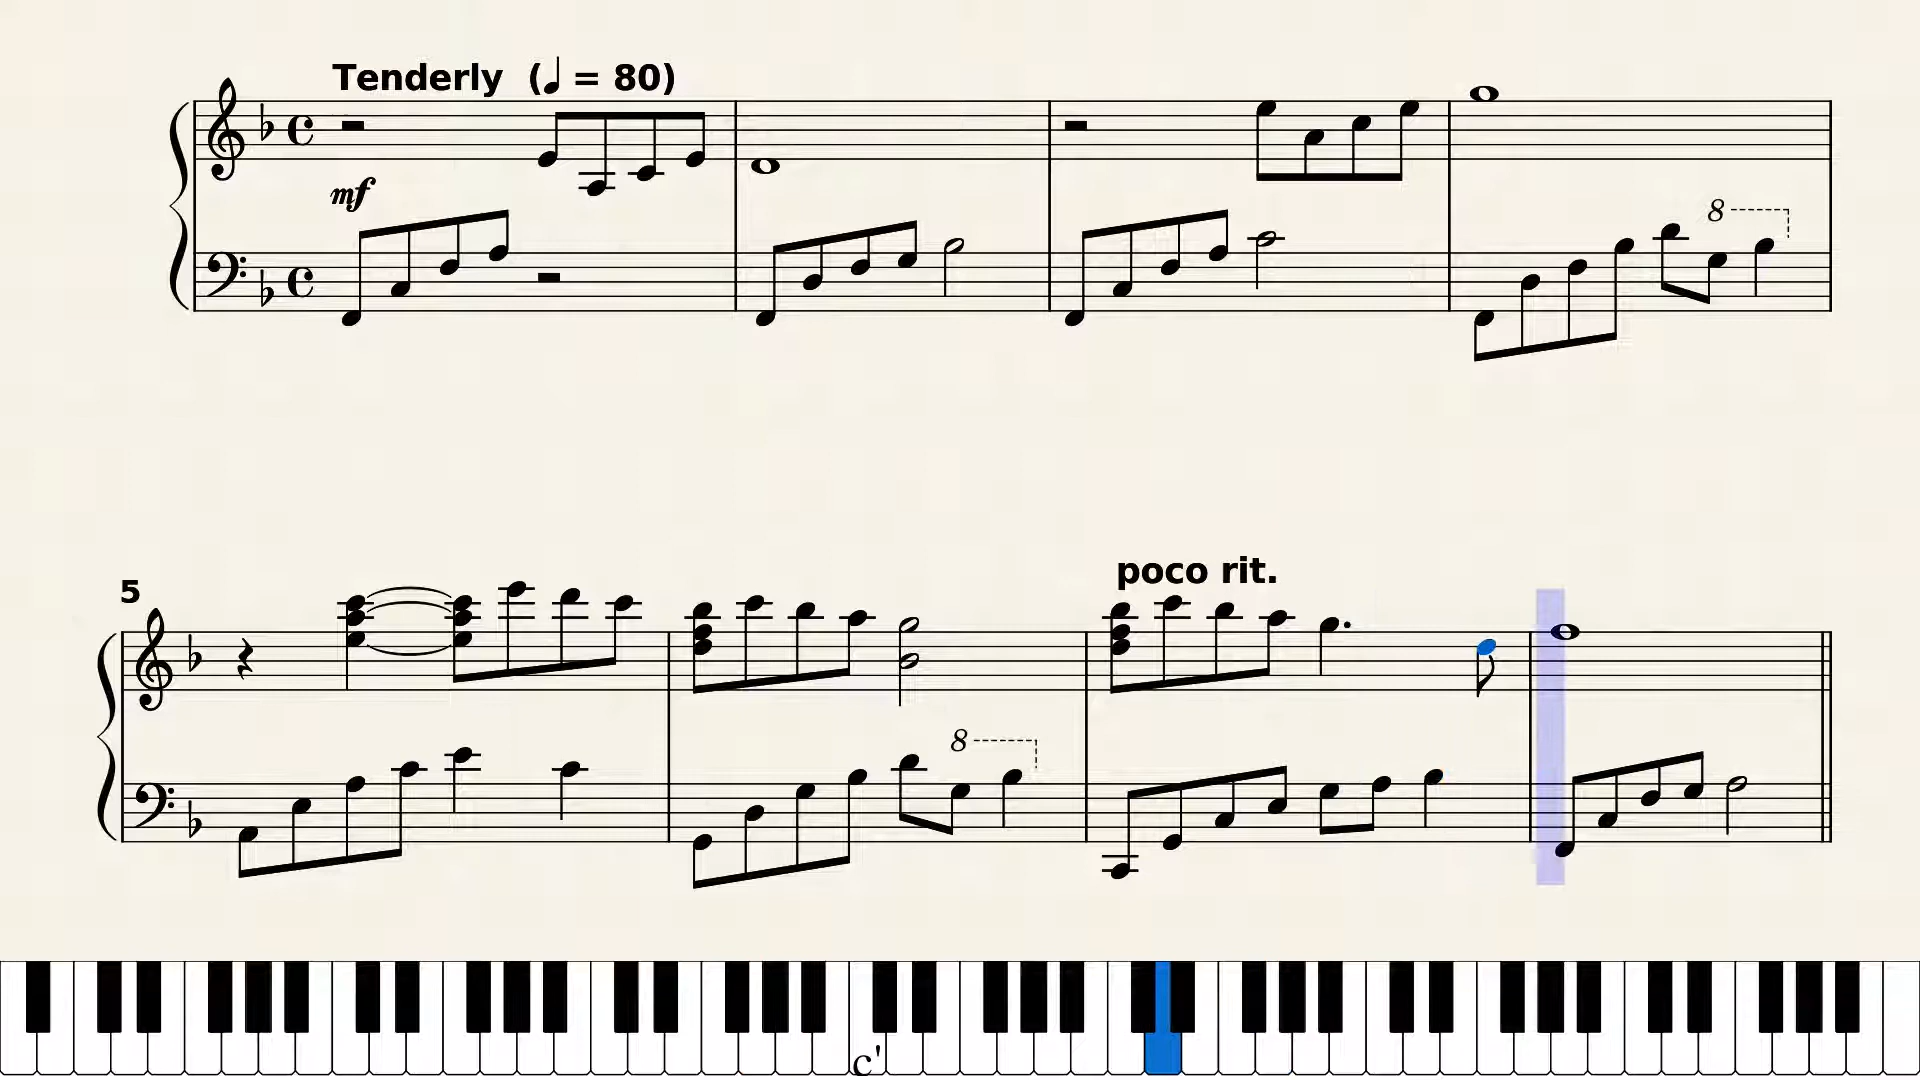 Tenderly (♩ = 80)
mf
8
5
poco rit.
8
c'